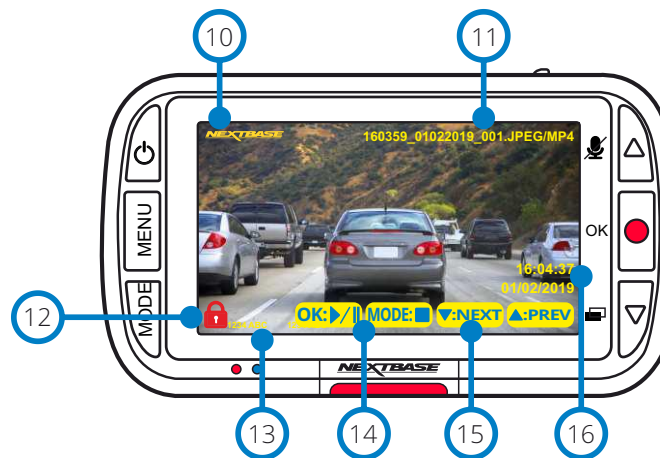 10
11
NEXTBASE
160359_01022019_001.JPEG/MP4
MENU
OK
MODE
16:04:37
01/02/2019
12
OK: ▶/II MODE: ■ ▼:NEXT ▲:PREV
NEXTBASE
13
14
15
16